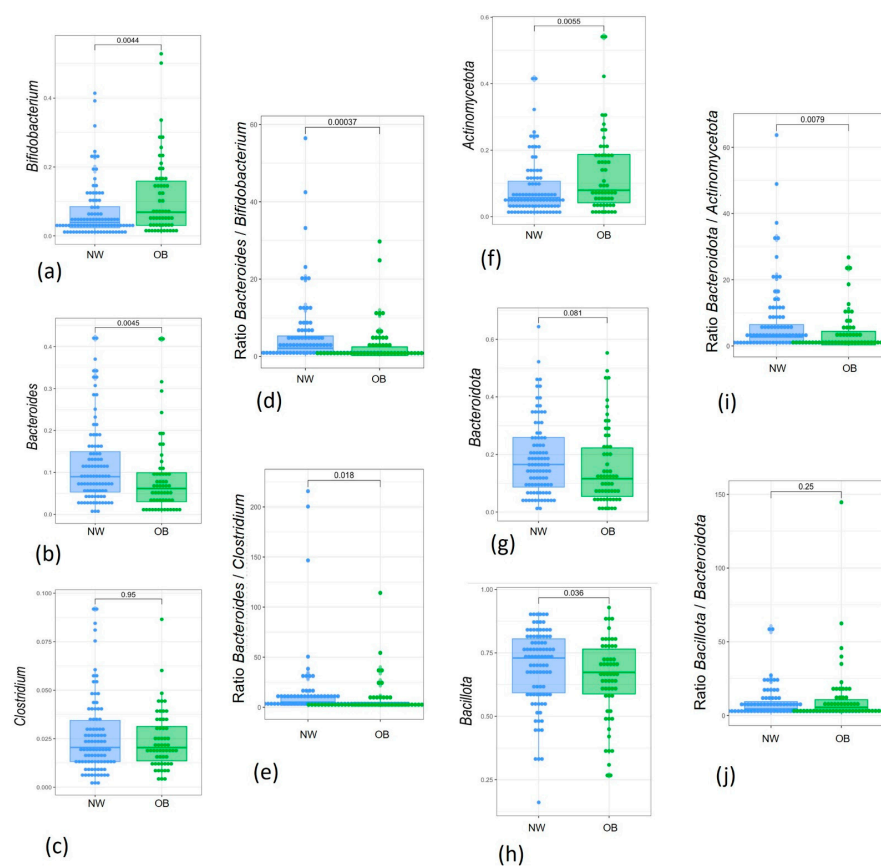 0.0044
Bifidobacterium
0.4
0.2
0.0
NW OB
(a)
0.0045
Bacteroides
0.4
0.3
0.2
0.1
0.0
NW OB
(b)
0.95
Clostridium
0.100
0.075
0.050
0.025
0.000
NW OB
(c)
0.00037
Ratio Bacteroides / Bifidobacterium
60
40
20
0
NW OB
(d)
0.018
Ratio Bacteroides / Clostridium
200
150
100
50
0
NW OB
(e)
0.0055
Actinomycetota
0.6
0.4
0.2
0.0
NW OB
(f)
0.081
Bacteroidota
0.6
0.4
0.2
0.0
NW OB
(g)
0.036
Bacillota
1.00
0.75
0.50
0.25
NW OB
(h)
0.0079
Ratio Bacteroidota / Actinomycetota
60
40
20
0
NW OB
(i)
0.25
Ratio Bacillota / Bacteroidota
150
100
50
0
NW OB
(j)